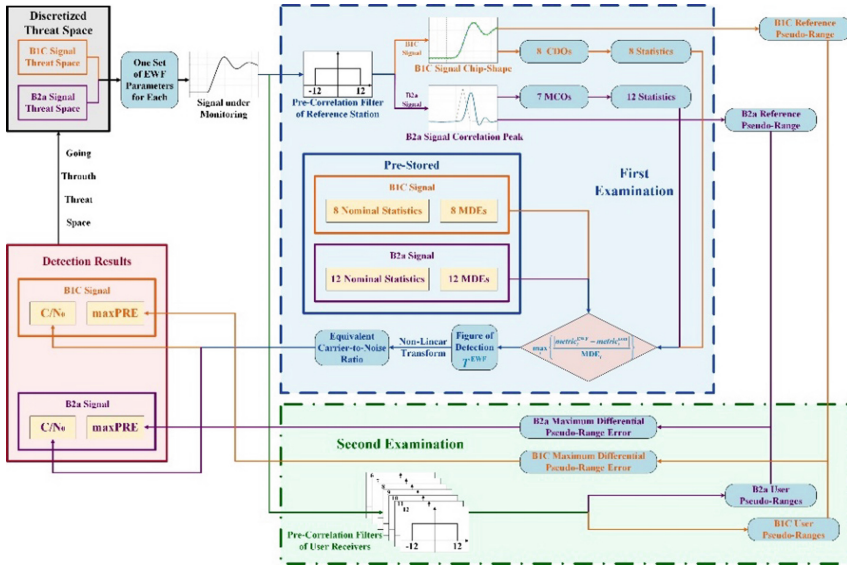 Discretized
Threat Space
B1C Signal
Threat Space
B2a Signal
Threat Space
One Set
of EWF
Parameters
for Each
Signal under
Monitoring
-12
12
Pre-Correlation Filter
of Reference Station
B1C
Signal
B1C Signal Chip-Shape
8 CDOs
8 Statistics
B2a
Signal
B2a Signal Correlation Peak
7 MCOs
12 Statistics
B1C Reference
Pseudo-Range
B2a Reference
Pseudo-Range
First
Examination
Pre-Stored
B1C Signal
8 Nominal Statistics
8 MDEs
B2a Signal
12 Nominal Statistics
12 MDEs
Going
Throuth
Threat
Space
Detection Results
B1C Signal
C/N₀
maxPRE
B2a Signal
C/N₀
maxPRE
Equivalent
Carrier-to-Noise
Ratio
Non-Linear
Transform
Figure of
Detection
T^EWF
Second Examination
B2a Maximum Differential
Pseudo-Range Error
B1C Maximum Differential
Pseudo-Range Error
B2a User
Pseudo-Ranges
B1C User
Pseudo-Ranges
12
-12
12
Pre-Correlation Filters
of User Receivers